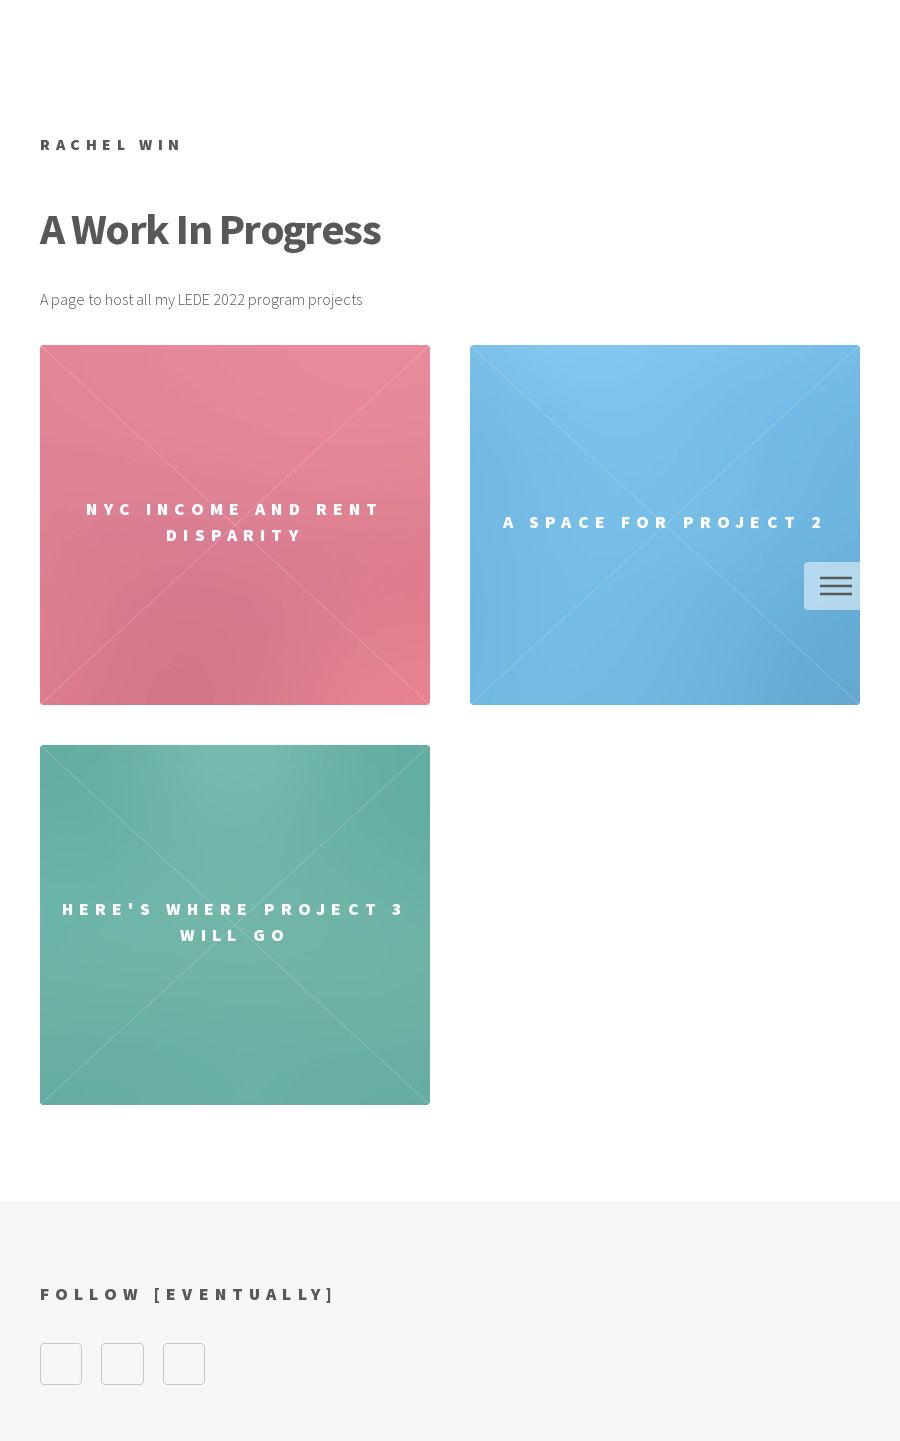 RACHEL WIN
A Work In Progress
A page to host all my LEDE 2022 program projects
NYC INCOME AND RENT
DISPARITY
A SPACE FOR PROJECT 2
HERE'S WHERE PROJECT 3
WILL GO
FOLLOW [EVENTUALLY]